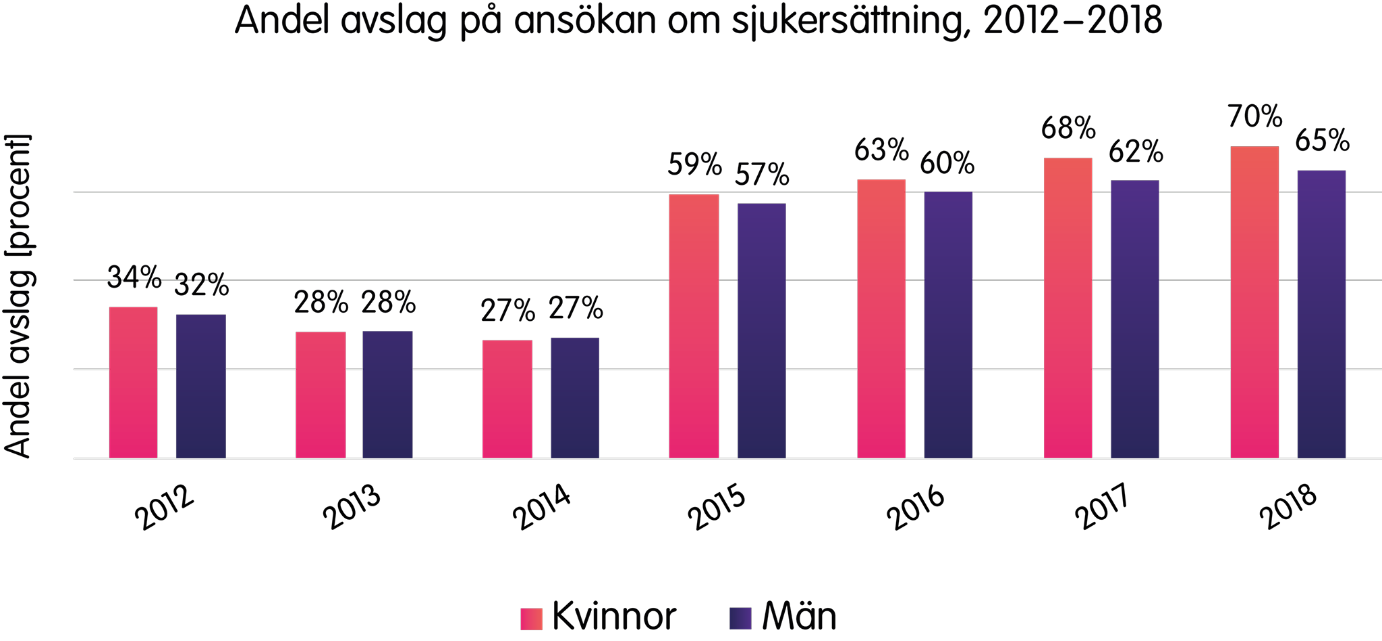 Andel avslag på ansökan om sjukersättning, 2012–2018
Andel avslag [procent]
34% 32% 28% 28% 27% 27% 59% 57% 63% 60% 68% 62% 70% 65%
2012 2013 2014 2015 2016 2017 2018
Kvinnor Män